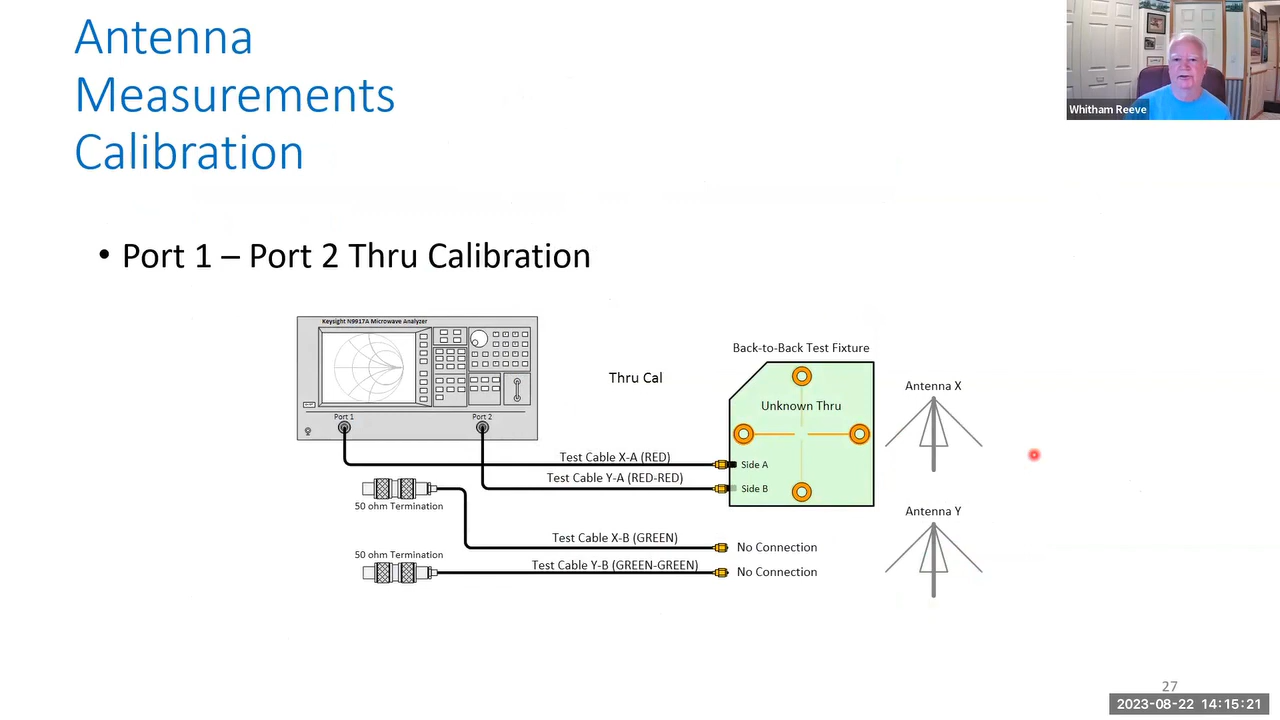 Antenna
Measurements
Calibration
Whitham Reeve
• Port 1 – Port 2 Thru Calibration
Keysight N9917A Microwave Analyzer
Port 1
Port 2
Thru Cal
Back-to-Back Test Fixture
Unknown Thru
Side A
Side B
Test Cable X-A (RED)
Test Cable Y-A (RED-RED)
50 ohm Termination
Test Cable X-B (GREEN)
No Connection
50 ohm Termination
Test Cable Y-B (GREEN-GREEN)
No Connection
Antenna X
Antenna Y
27
2023-08-22 14:15:21